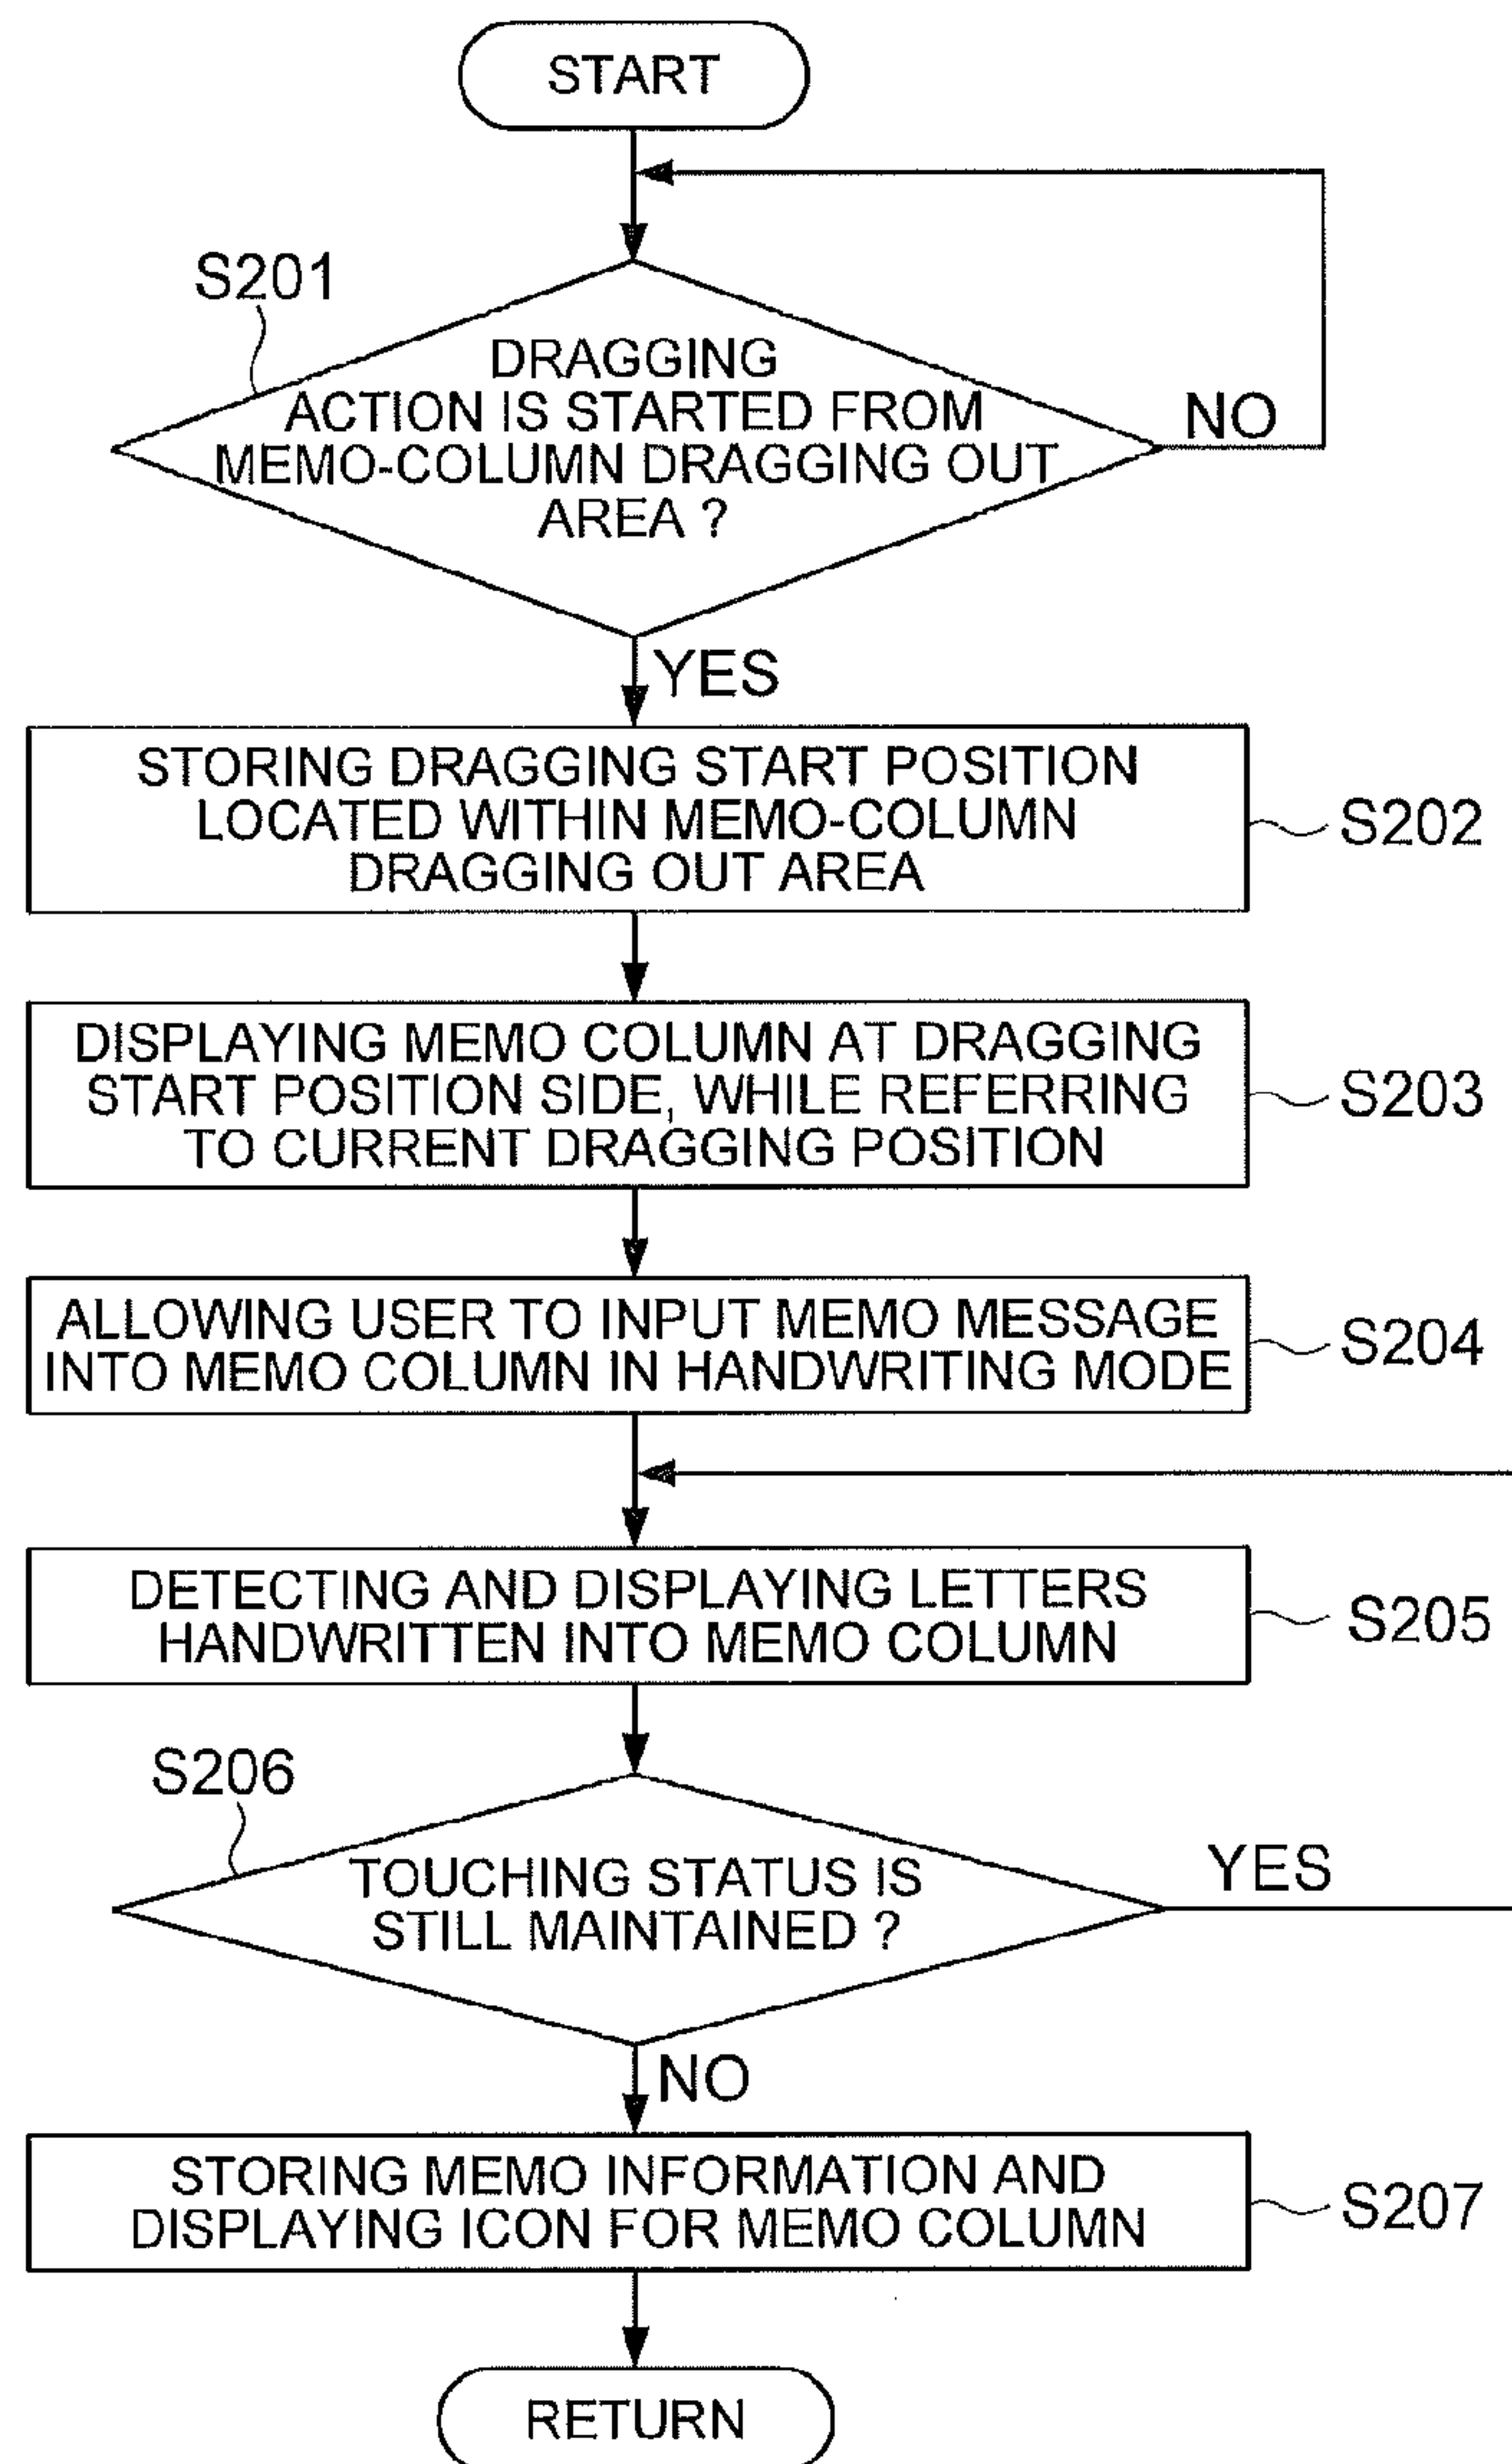 START
S201
DRAGGING
ACTION IS STARTED FROM
MEMO-COLUMN DRAGGING OUT
AREA ?
NO
YES
STORING DRAGGING START POSITION
LOCATED WITHIN MEMO-COLUMN
DRAGGING OUT AREA
S202
DISPLAYING MEMO COLUMN AT DRAGGING
START POSITION SIDE, WHILE REFERRING
TO CURRENT DRAGGING POSITION
S203
ALLOWING USER TO INPUT MEMO MESSAGE
INTO MEMO COLUMN IN HANDWRITING MODE
S204
DETECTING AND DISPLAYING LETTERS
HANDWRITTEN INTO MEMO COLUMN
S205
S206
TOUCHING STATUS IS
STILL MAINTAINED ?
YES
NO
STORING MEMO INFORMATION AND
DISPLAYING ICON FOR MEMO COLUMN
S207
RETURN